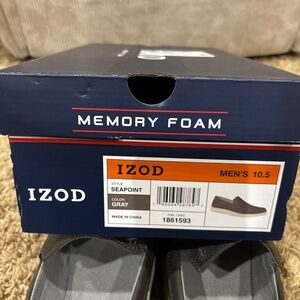 MEMORY FOAM
IZOD
IZOD
MEN'S 10.5
STYLE
SEAPOINT
COLOR
GRAY
MADE IN CHINA
1861593